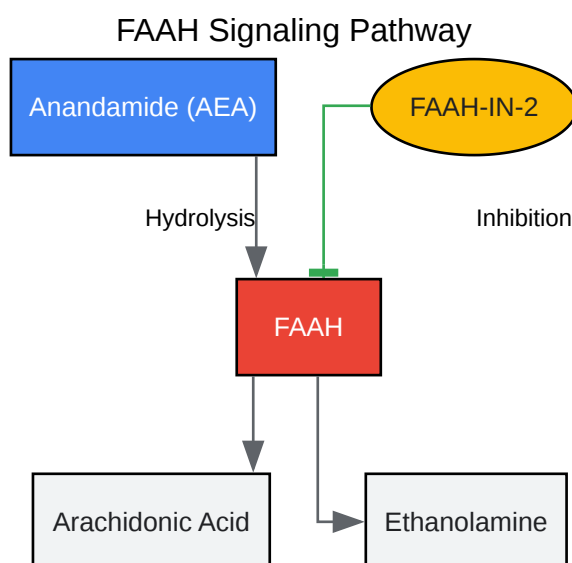 FAAH Signaling Pathway
Anandamide (AEA)
FAAH-IN-2
Hydrolysis
Inhibition
FAAH
Arachidonic Acid
Ethanolamine